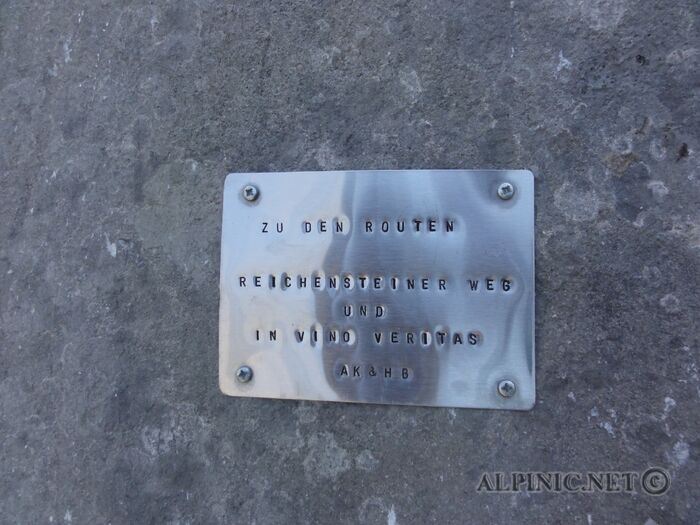 ZU DEN ROUTEN
REICHENSTEINER WEG
UND
IN VINO VERITAS
AK&HB
ALPINIC.NET©